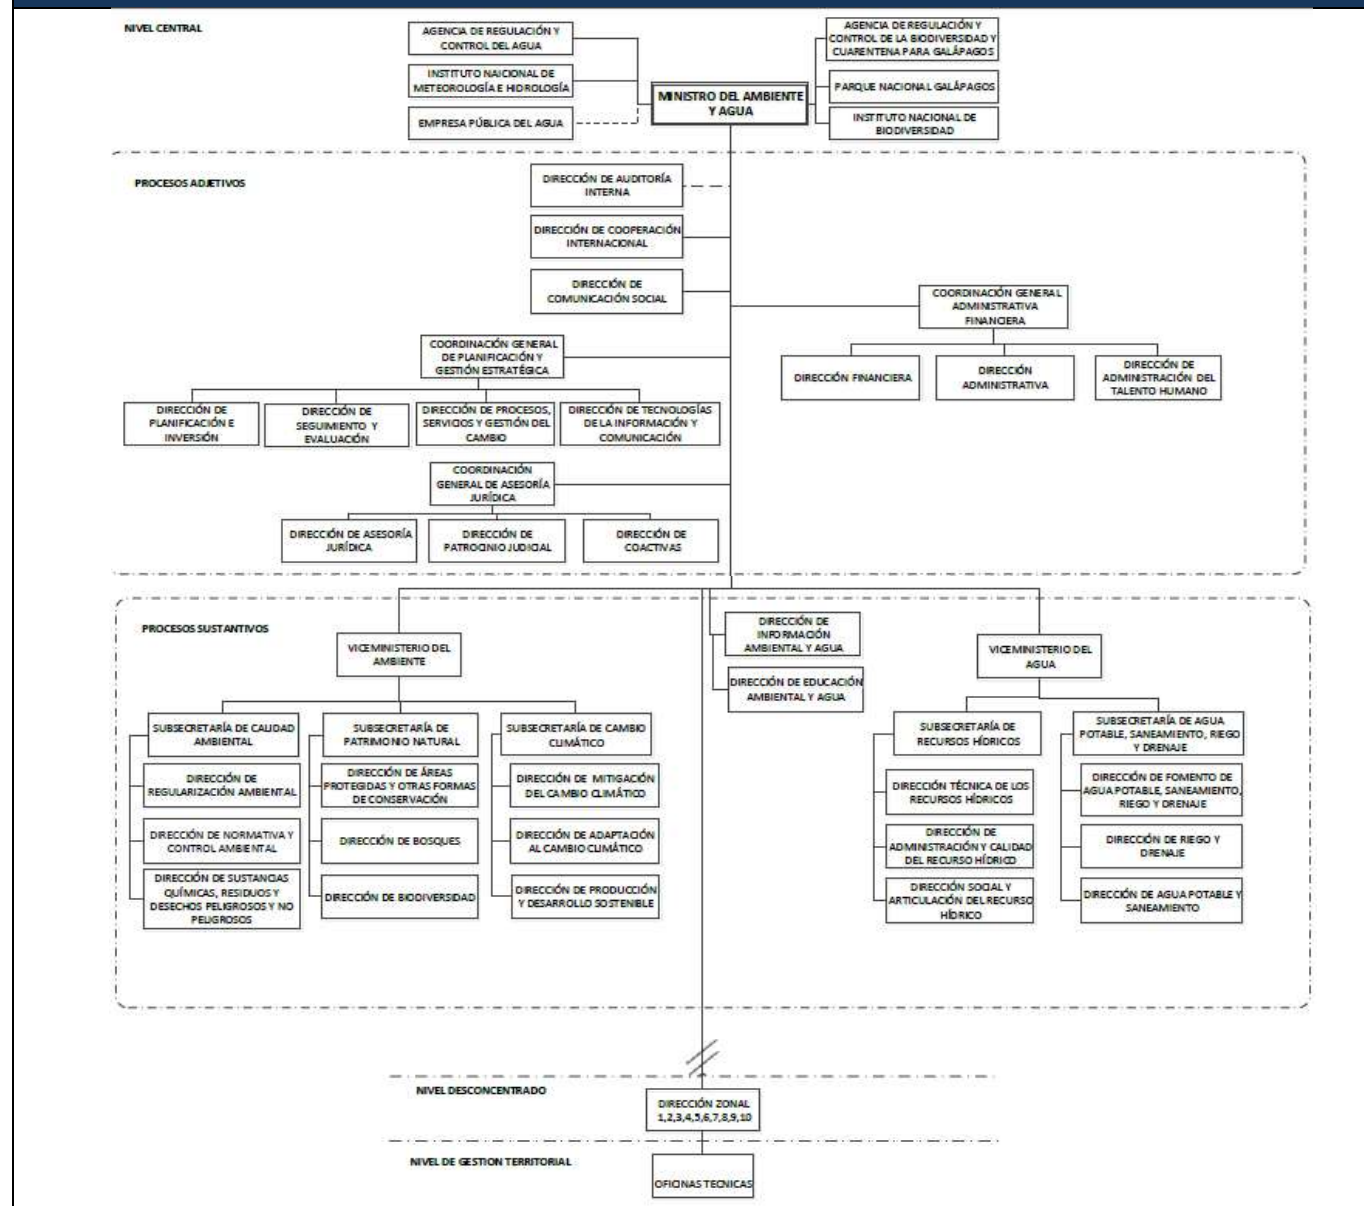 NIVEL CENTRAL
AGENCIA DE REGULACIÓN Y
CONTROL DEL AGUA
INSTITUTO NAICIONAL DE
METEOROLOGÍA E HIDROLOGÍA
EMPRESA PÚBLICA DEL AGUA
MINISTRO DEL AMBIENTE
Y AGUA
AGENCIA DE REGULACIÓN Y
CONTROL DE LA BIODIVERSIDAD Y
CUARENTENA PARA GALÁPAGOS
PARQUE NACIONAL GALÁPAGOS
INSTITUTO NACIONAL DE
BIODIVERSIDAD
PROCESOS ADJETIVOS
DIRECCIÓN DE AUDITORÍA
INTERNA
DIRECCIÓN DE COOPERACIÓN
INTERNACIONAL
DIRECCIÓN DE
COMUNICACIÓN SOCIAL
COORDINACIÓN GENERAL
ADMINISTRATIVA
FINANCIERA
DIRECCIÓN FINANCIERA
DIRECCIÓN
ADMINISTRATIVA
DIRECCIÓN DE
ADMINISTRACIÓN DEL
TALENTO HUMANO
COORDINACIÓN GENERAL
DE PLANIFICACIÓN Y
GESTIÓN ESTRATÉGICA
DIRECCIÓN DE
PLANIFICACIÓN E
INVERSIÓN
DIRECCIÓN DE
SEGUIMIENTO Y
EVALUACIÓN
DIRECCIÓN DE PROCESOS,
SERVICIOS Y GESTIÓN DEL
CAMBIO
DIRECCIÓN DE TECNOLOGÍAS
DE LA INFORMACIÓN Y
COMUNICACIÓN
COORDINACIÓN
GENERAL DE ASESORÍA
JURÍDICA
DIRECCIÓN DE ASESORÍA
JURÍDICA
DIRECCIÓN DE
PATROCINIO JUDICIAL
DIRECCIÓN DE
COACTIVAS
PROCESOS SUSTANTIVOS
VICEMINISTERIO DEL
AMBIENTE
DIRECCIÓN DE
INFORMACIÓN
AMBIENTAL Y AGUA
DIRECCIÓN DE EDUCACIÓN
AMBIENTAL Y AGUA
VICEMINISTERIO DEL
AGUA
SUBSECRETARÍA DE CALIDAD
AMBIENTAL
DIRECCIÓN DE
REGULARIZACIÓN AMBIENTAL
DIRECCIÓN DE NORMATIVA Y
CONTROL AMBIENTAL
DIRECCIÓN DE SUSTANCIAS
QUÍMICAS, RESIDUOS Y
DESECHOS PELIGROSOS Y NO
PELIGROSOS
SUBSECRETARÍA DE
PATRIMONIO NATURAL
DIRECCIÓN DE ÁREAS
PROTEGIDAS Y OTRAS FORMAS
DE CONSERVACIÓN
DIRECCIÓN DE BOSQUES
DIRECCIÓN DE BIODIVERSIDAD
SUBSECRETARÍA DE CAMBIO
CLIMÁTICO
DIRECCIÓN DE MITIGACIÓN
DEL CAMBIO CLIMÁTICO
DIRECCIÓN DE ADAPTACIÓN
AL CAMBIO CLIMÁTICO
DIRECCIÓN DE PRODUCCIÓN
Y DESARROLLO SOSTENIBLE
SUBSECRETARÍA DE
RECURSOS HÍDRICOS
DIRECCIÓN TÉCNICA DE LOS
RECURSOS HÍDRICOS
DIRECCIÓN DE
ADMINISTRACIÓN Y CALIDAD
DEL RECURSO HÍDRICO
DIRECCIÓN SOCIAL Y
ARTICULACIÓN DEL RECURSO
HÍDRICO
SUBSECRETARÍA DE AGUA
POTABLE, SANEAMIENTO, RIEGO
Y DRENAJE
DIRECCIÓN DE FOMENTO DE
AGUA POTABLE, SANEAMIENTO,
RIEGO Y DRENAJE
DIRECCIÓN DE RIEGO Y
DRENAJE
DIRECCIÓN DE AGUA POTABLE Y
SANEAMIENTO
NIVEL DESCONCENTRADO
DIRECCIÓN ZONAL
1,2,3,4,5,6,7,8,9,10
NIVEL DE GESTION TERRITORIAL
OFICINAS TECNICAS